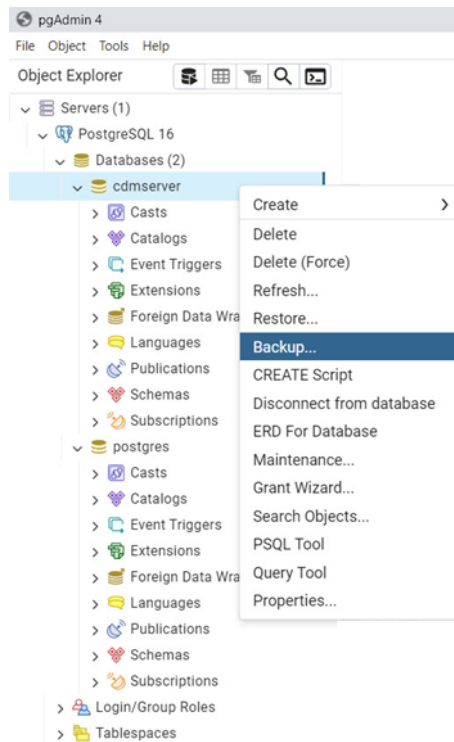 pgAdmin 4
File Object Tools Help
Object Explorer
Servers (1)
PostgreSQL 16
Databases (2)
cdmserver
Casts
Catalogs
Event Triggers
Extensions
Foreign Data Wra
Languages
Publications
Schemas
Subscriptions
postgres
Casts
Catalogs
Event Triggers
Extensions
Foreign Data Wra
Languages
Publications
Schemas
Subscriptions
Login/Group Roles
Tablespaces
Create
Delete
Delete (Force)
Refresh...
Restore...
Backup...
CREATE Script
Disconnect from database
ERD For Database
Maintenance...
Grant Wizard...
Search Objects...
PSQL Tool
Query Tool
Properties...